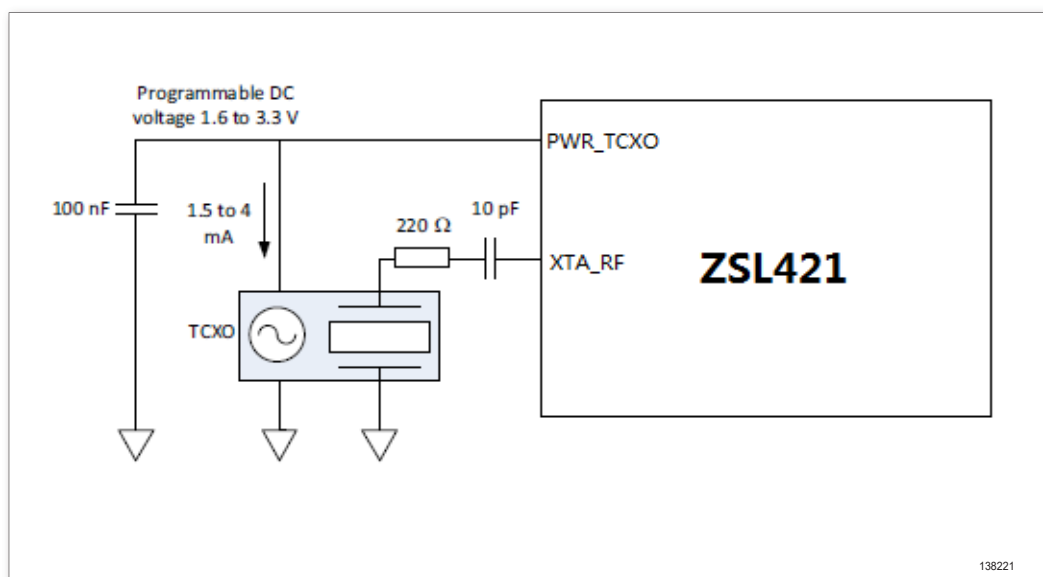 Programmable DC
voltage 1.6 to 3.3 V
PWR_TCXO
100 nF
1.5 to 4
mA
220 Ω
10 pF
XTA_RF
ZSL421
TCXO
138221